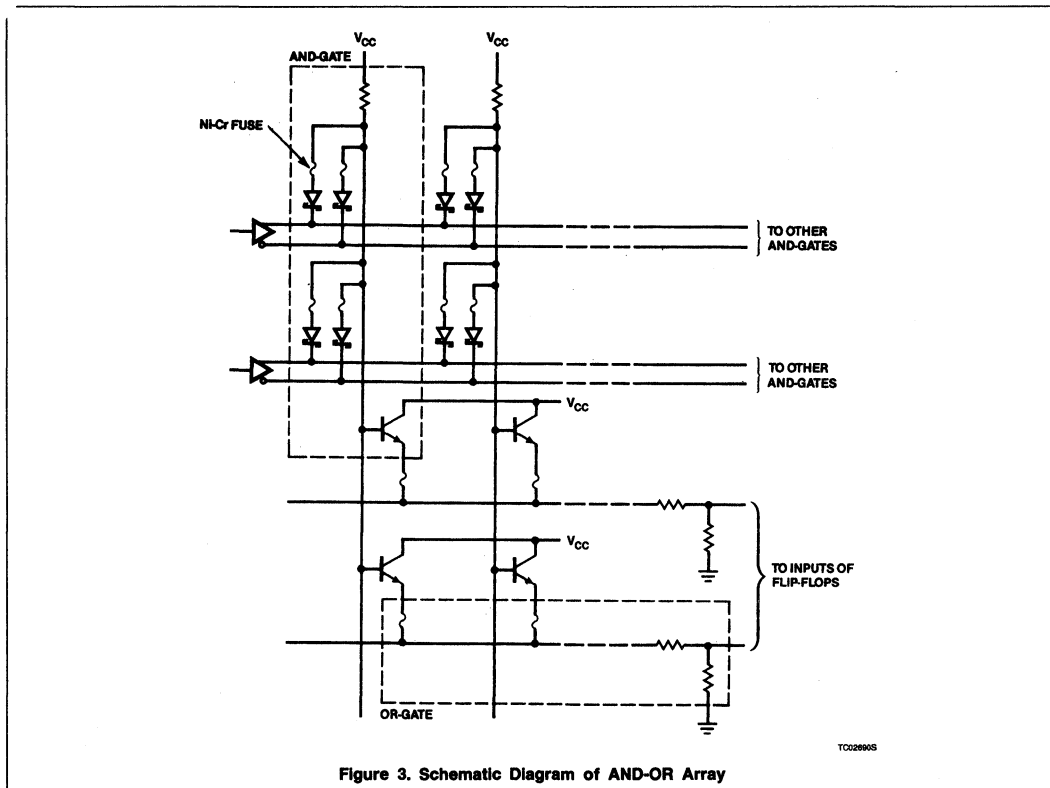 VCC VCC
AND-GATE
Ni-Cr FUSE
TO OTHER
AND-GATES
TO OTHER
AND-GATES
VCC
VCC
TO INPUTS OF
FLIP-FLOPS
OR-GATE
TC02690S
Figure 3. Schematic Diagram of AND-OR Array